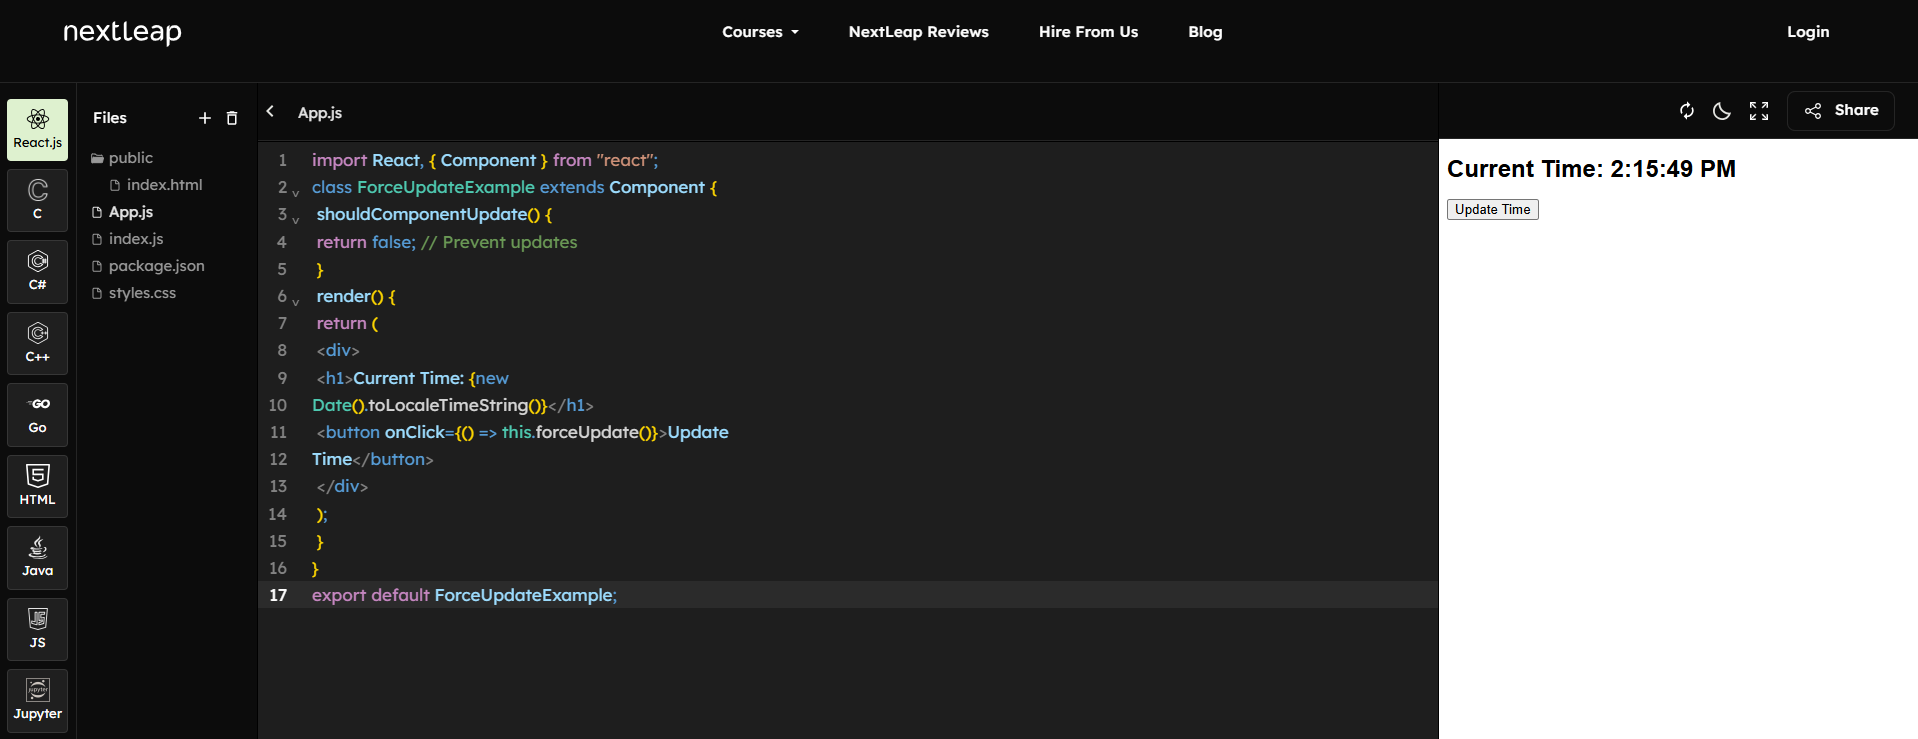 nextleap
Courses
NextLeap Reviews
Hire From Us
Blog
Login
React.js
C
C#
C++
GO
Go
HTML
Java
JS
Jupyter
Files
public
index.html
App.js
index.js
package.json
styles.css
App.js
1 import React, { Component } from "react";
2 class ForceUpdateExample extends Component {
3 shouldComponentUpdate() {
4 return false; // Prevent updates
5 }
6 render() {
7 return (
8 <div>
9 <h1>Current Time: {new
10 Date().toLocaleTimeString()}</h1>
11 <button onClick={() => this.forceUpdate()}>Update
12 Time</button>
13 </div>
14 );
15 }
16 }
17 export default ForceUpdateExample;
Share
Current Time: 2:15:49 PM
Update Time